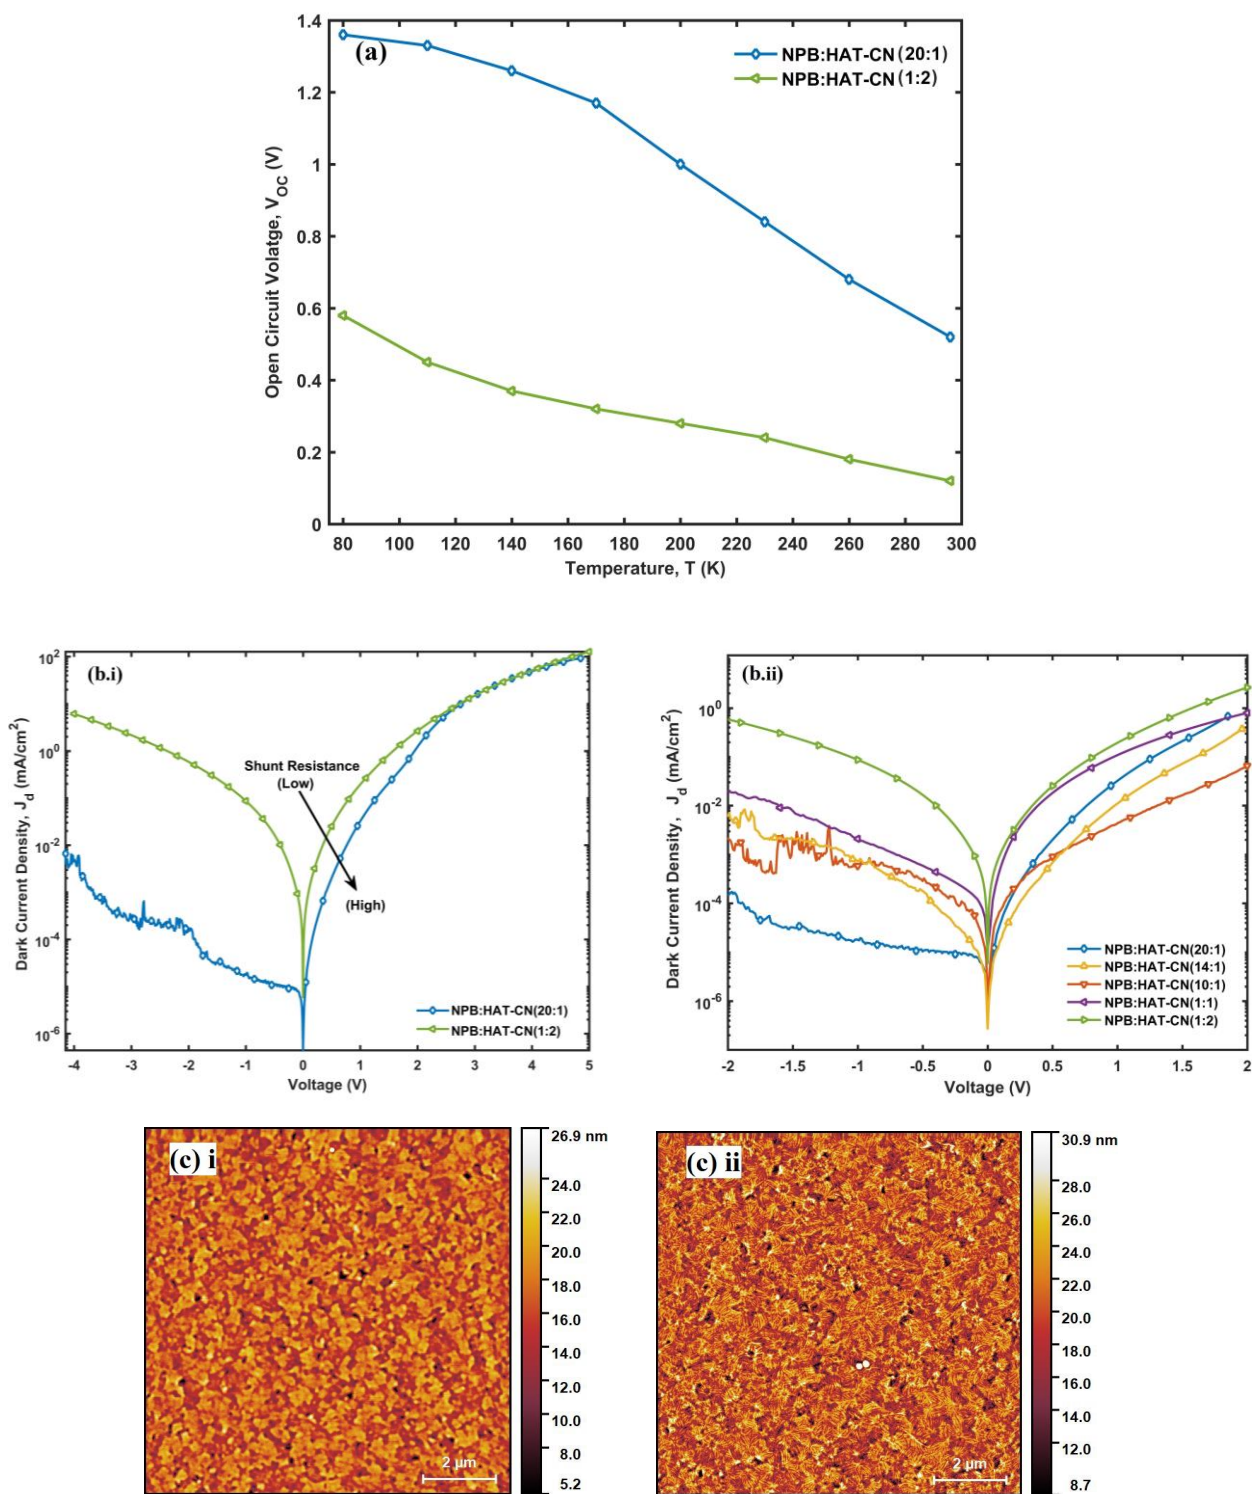 (a)
NPB:HAT-CN (20:1)
NPB:HAT-CN (1:2)
1.4
1.2
1
0.8
0.6
0.4
0.2
0
Open Circuit Volatge, V_OC (V)
80 100 120 140 160 180 200 220 240 260 280 300
Temperature, T (K)
(b.i)
10^2
10^0
10^-2
10^-4
10^-6
Dark Current Density, J_d (mA/cm^2)
Shunt Resistance
(Low)
(High)
NPB:HAT-CN(20:1)
NPB:HAT-CN(1:2)
-4 -3 -2 -1 0 1 2 3 4 5
Voltage (V)
(b.ii)
10^0
10^-2
10^-4
10^-6
Dark Current Density, J_d (mA/cm^2)
NPB:HAT-CN(20:1)
NPB:HAT-CN(14:1)
NPB:HAT-CN(10:1)
NPB:HAT-CN(1:1)
NPB:HAT-CN(1:2)
-2 -1.5 -1 -0.5 0 0.5 1 1.5 2
Voltage (V)
(c) i
26.9 nm
24.0
22.0
20.0
18.0
16.0
14.0
12.0
10.0
8.0
5.2
2 µm
(c) ii
30.9 nm
28.0
26.0
24.0
22.0
20.0
18.0
16.0
14.0
12.0
8.7
2 µm